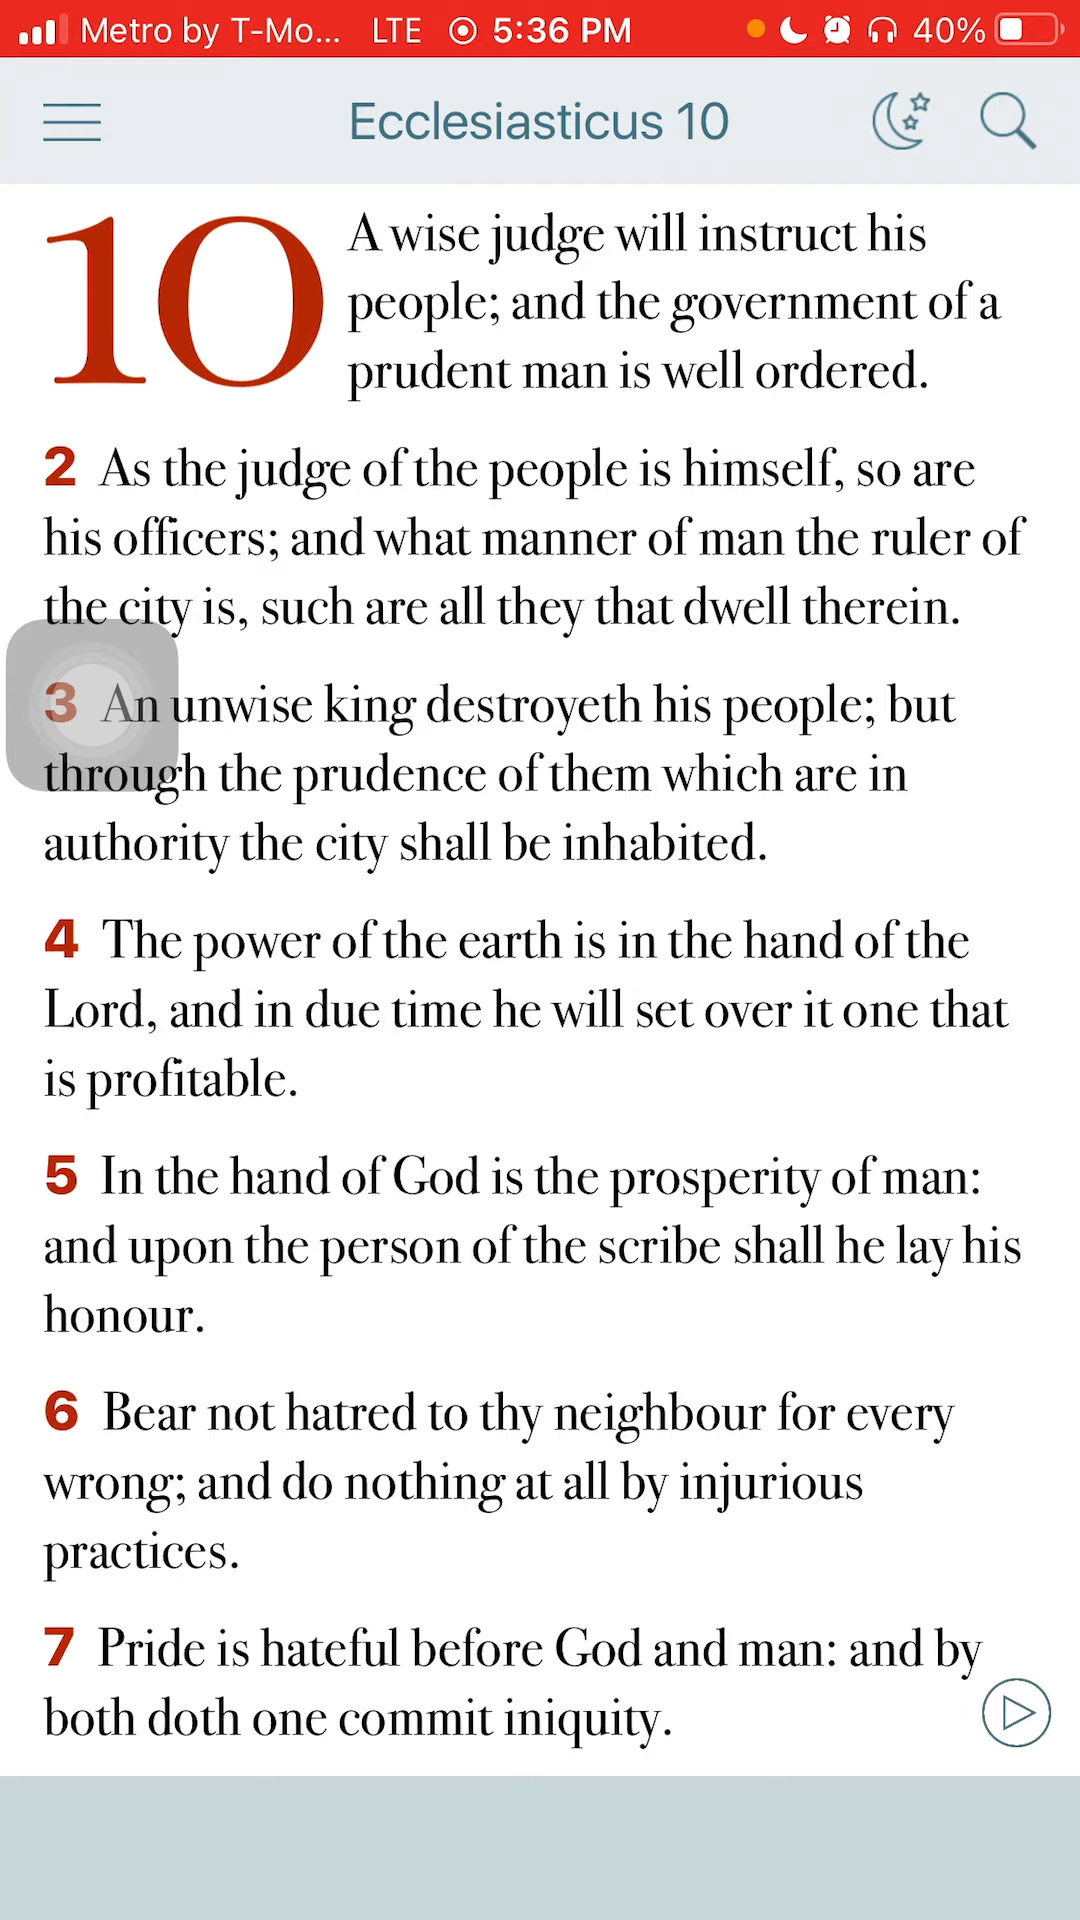 Metro by T-Mo... LTE 5:36 PM 40%
Ecclesiasticus 10
10 A wise judge will instruct his
people; and the government of a
prudent man is well ordered.
2 As the judge of the people is himself, so are
his officers; and what manner of man the ruler of
the city is, such are all they that dwell therein.
3 An unwise king destroyeth his people; but
through the prudence of them which are in
authority the city shall be inhabited.
4 The power of the earth is in the hand of the
Lord, and in due time he will set over it one that
is profitable.
5 In the hand of God is the prosperity of man:
and upon the person of the scribe shall he lay his
honour.
6 Bear not hatred to thy neighbour for every
wrong; and do nothing at all by injurious
practices.
7 Pride is hateful before God and man: and by
both doth one commit iniquity.